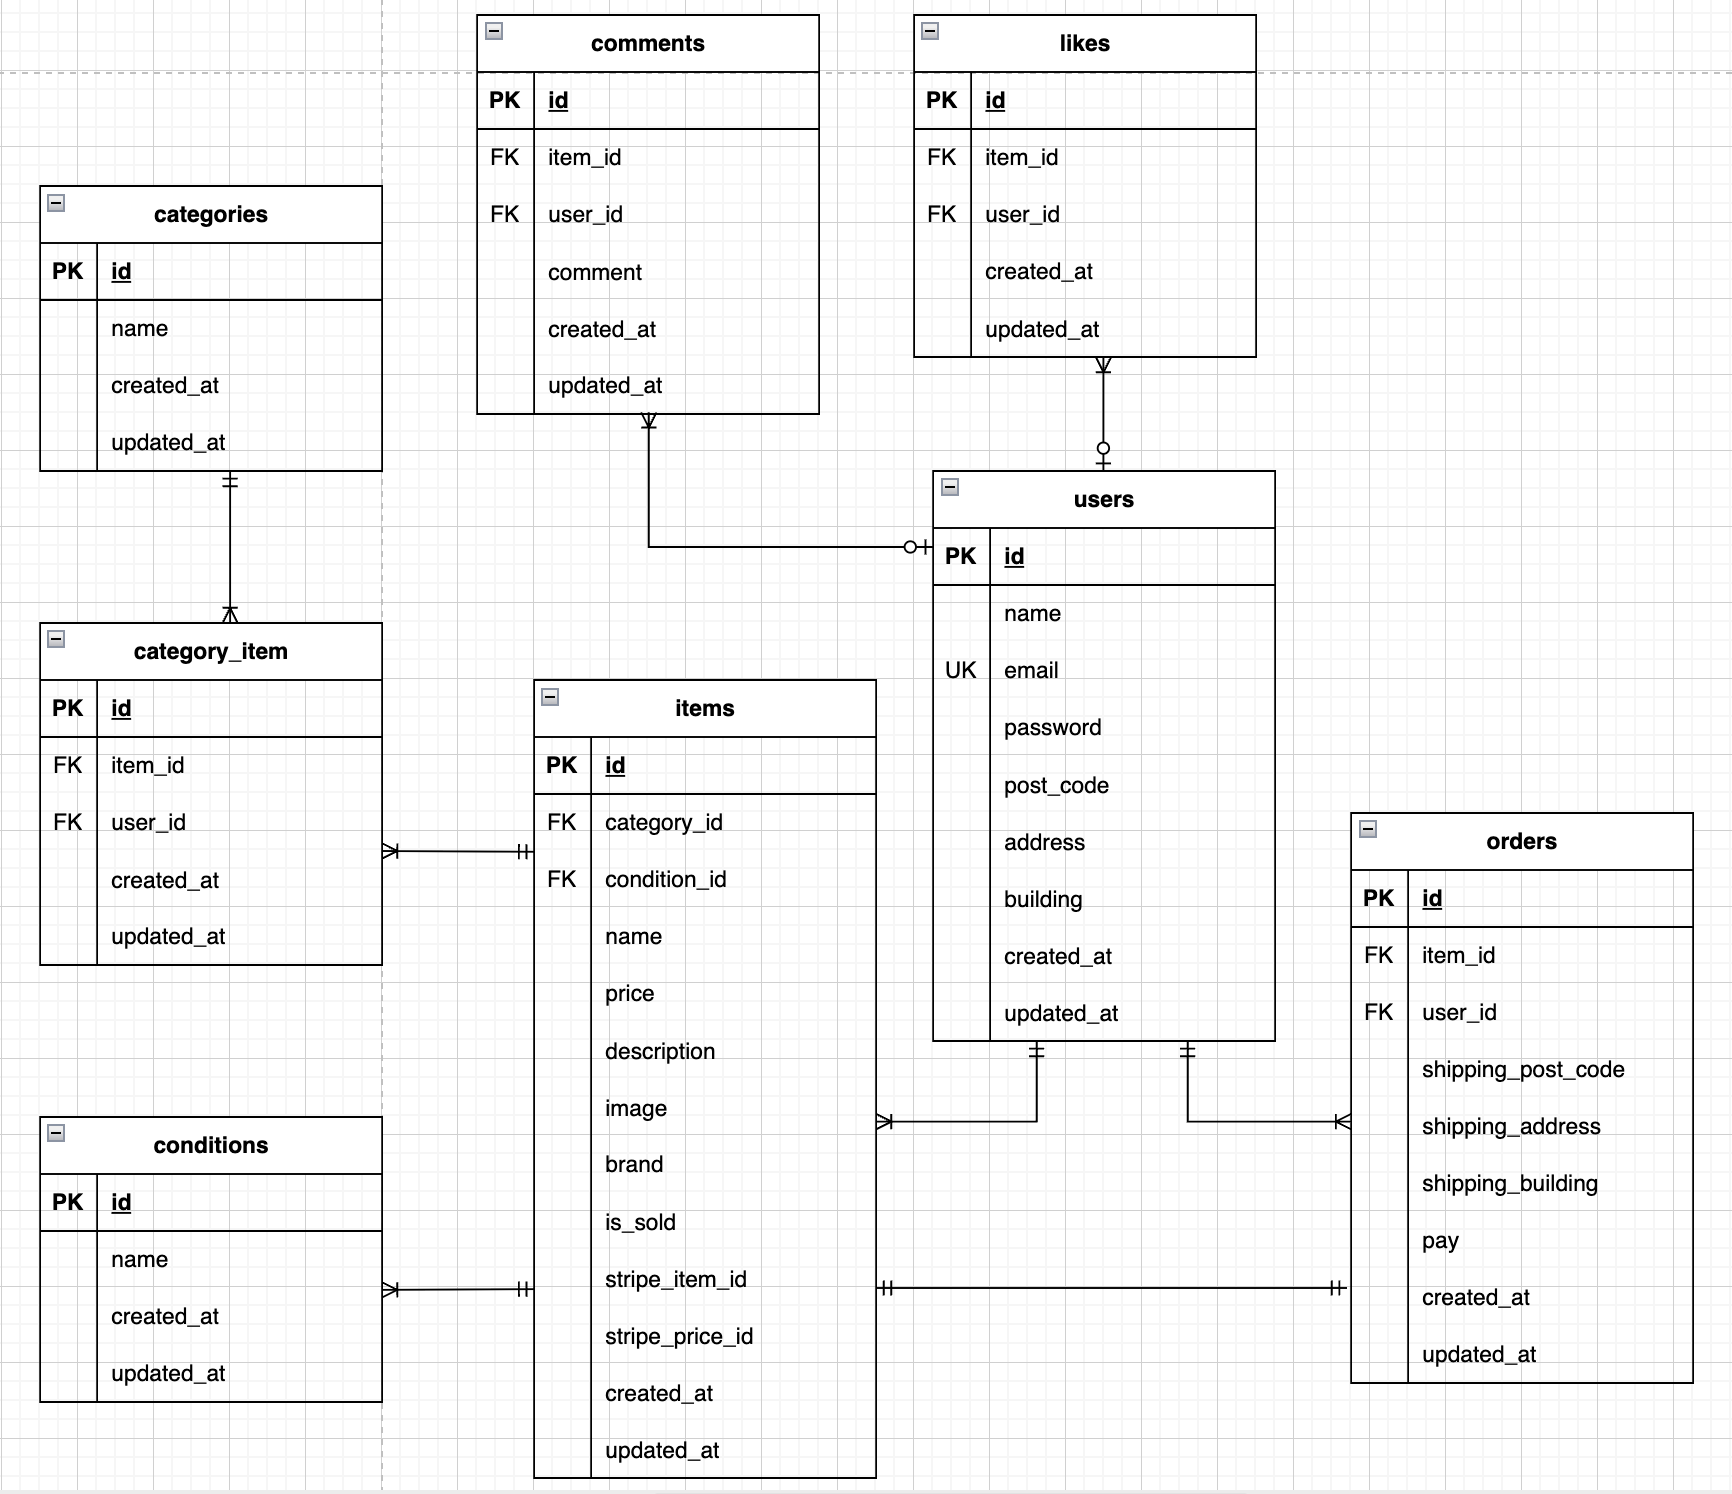 comments
PK id
FK item_id
FK user_id
comment
created_at
updated_at
likes
PK id
FK item_id
FK user_id
created_at
updated_at
categories
PK id
name
created_at
updated_at
users
PK id
name
UK email
password
post_code
address
building
created_at
updated_at
category_item
PK id
FK item_id
FK user_id
created_at
updated_at
items
PK id
FK category_id
FK condition_id
name
price
description
image
brand
is_sold
stripe_item_id
stripe_price_id
created_at
updated_at
orders
PK id
FK item_id
FK user_id
shipping_post_code
shipping_address
shipping_building
pay
created_at
updated_at
conditions
PK id
name
created_at
updated_at